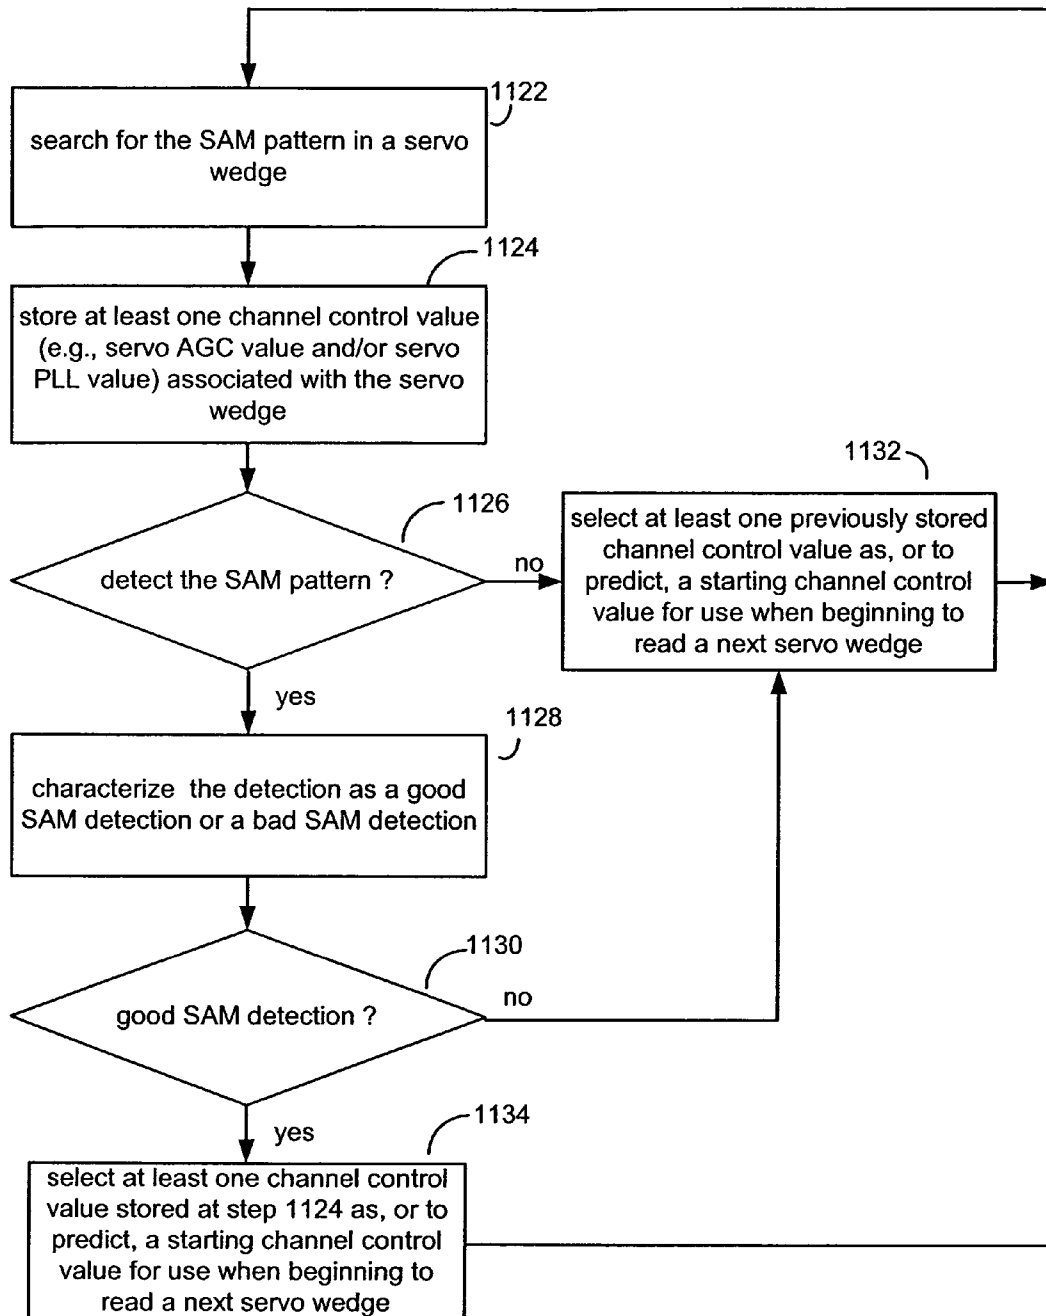 1122
search for the SAM pattern in a servo
wedge
1124
store at least one channel control value
(e.g., servo AGC value and/or servo
PLL value) associated with the servo
wedge
1126
detect the SAM pattern ?
no
yes
1132
select at least one previously stored
channel control value as, or to
predict, a starting channel control
value for use when beginning to
read a next servo wedge
1128
characterize the detection as a good
SAM detection or a bad SAM detection
1130
good SAM detection ?
no
yes
1134
select at least one channel control
value stored at step 1124 as, or to
predict, a starting channel control
value for use when beginning to
read a next servo wedge